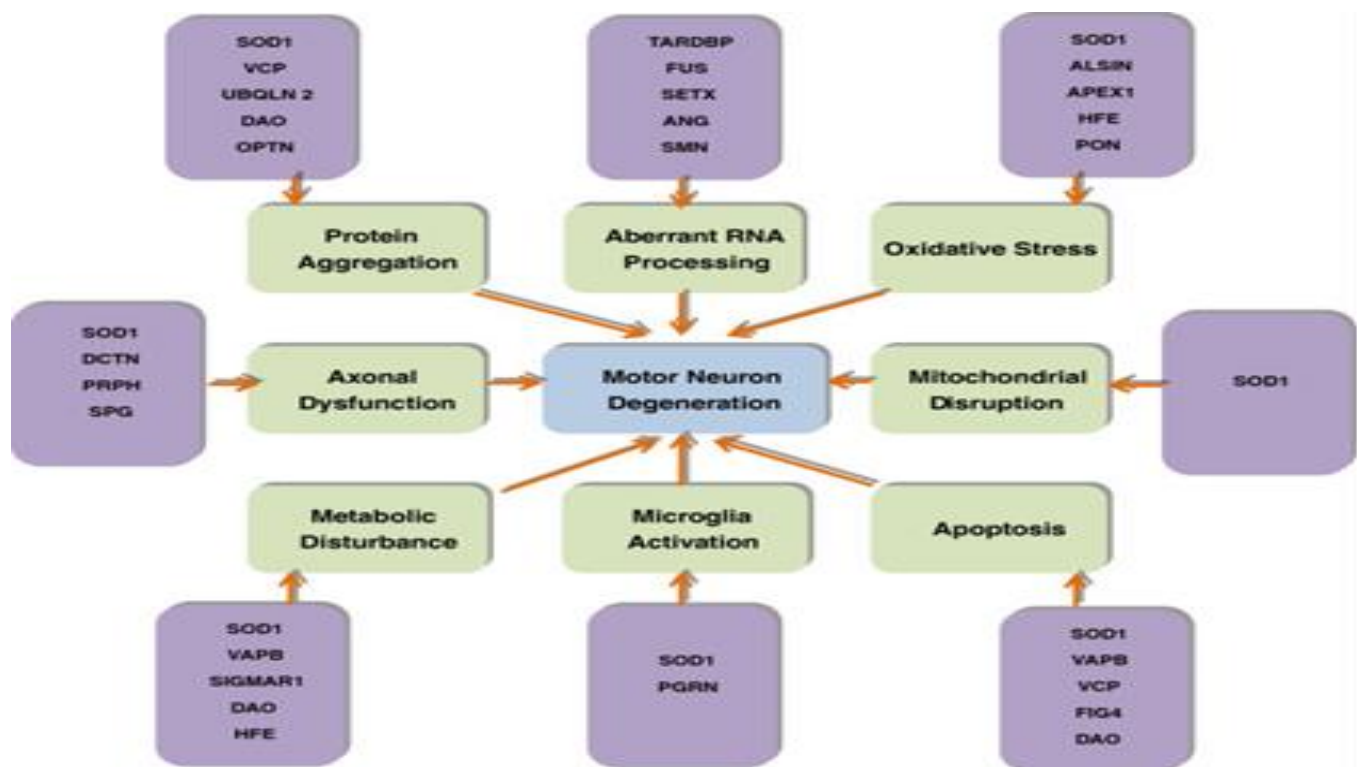 SOD1
VCP
UBQLN 2
DAO
OPTN
TARDBP
FUS
SETX
ANG
SMN
SOD1
ALSIN
APEX1
HFE
PON
Protein
Aggregation
Aberrant RNA
Processing
Oxidative Stress
SOD1
DCTN
PRPH
SPG
Axonal
Dysfunction
Motor Neuron
Degeneration
Mitochondrial
Disruption
SOD1
Metabolic
Disturbance
Microglia
Activation
Apoptosis
SOD1
VAPB
SIGMAR1
DAO
HFE
SOD1
PGRN
SOD1
VAPB
VCP
FIG4
DAO